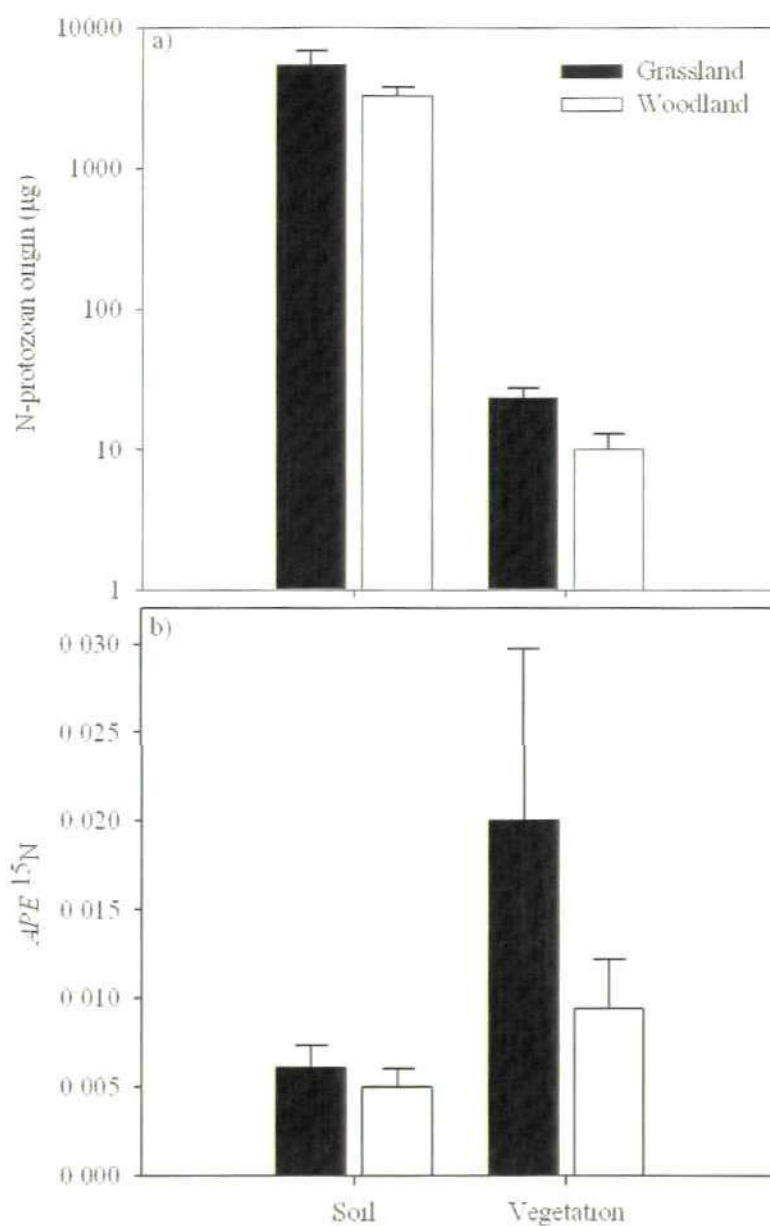 10000
a)
Grassland
Woodland
1000
100
10
1
N-protozoan origin (µg)
b)
0 030
0 025
0 020
0 015
0 010
0 005
0 000
APE ¹⁵N
Soil Vegetation